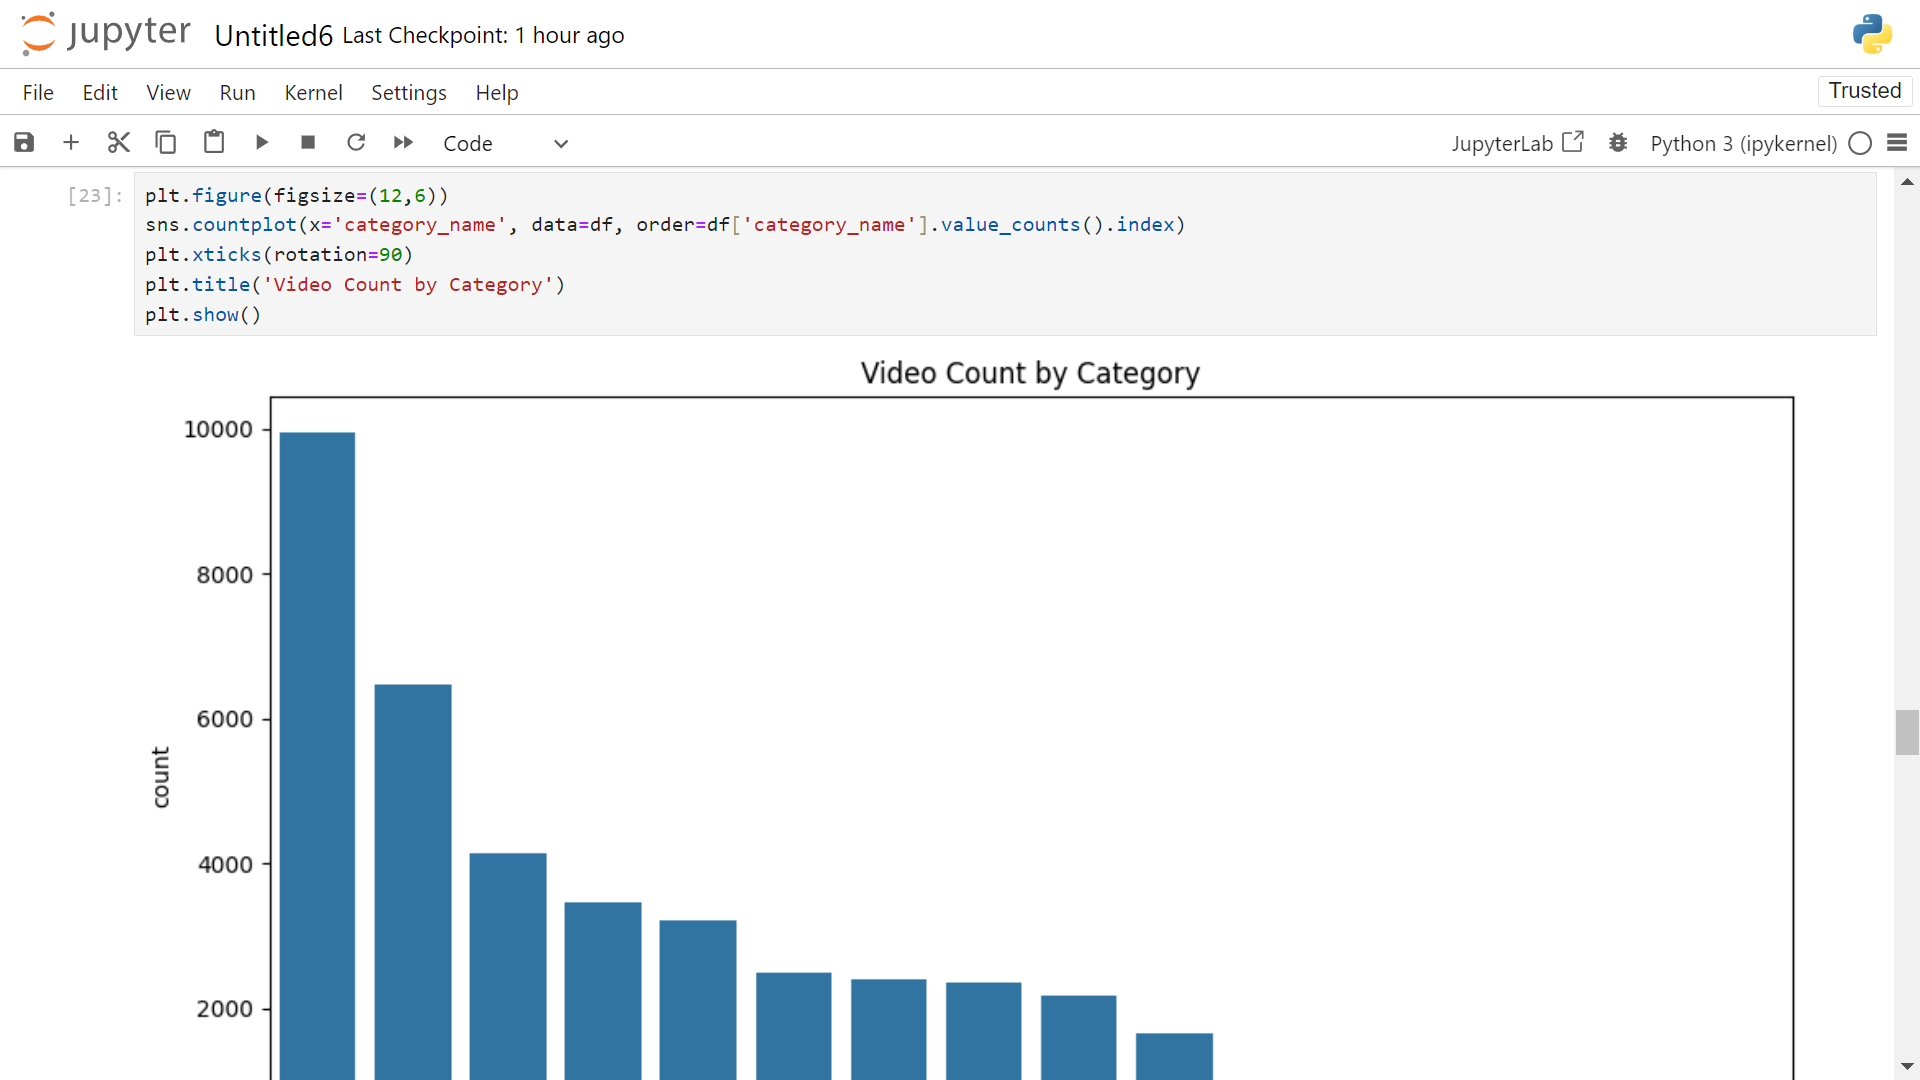 jupyter Untitled6 Last Checkpoint: 1 hour ago
File Edit View Run Kernel Settings Help Trusted
Code JupyterLab Python 3 (ipykernel)
[23]: plt.figure(figsize=(12,6))
sns.countplot(x='category_name', data=df, order=df['category_name'].value_counts().index)
plt.xticks(rotation=90)
plt.title('Video Count by Category')
plt.show()
Video Count by Category
10000
8000
6000
count
4000
2000